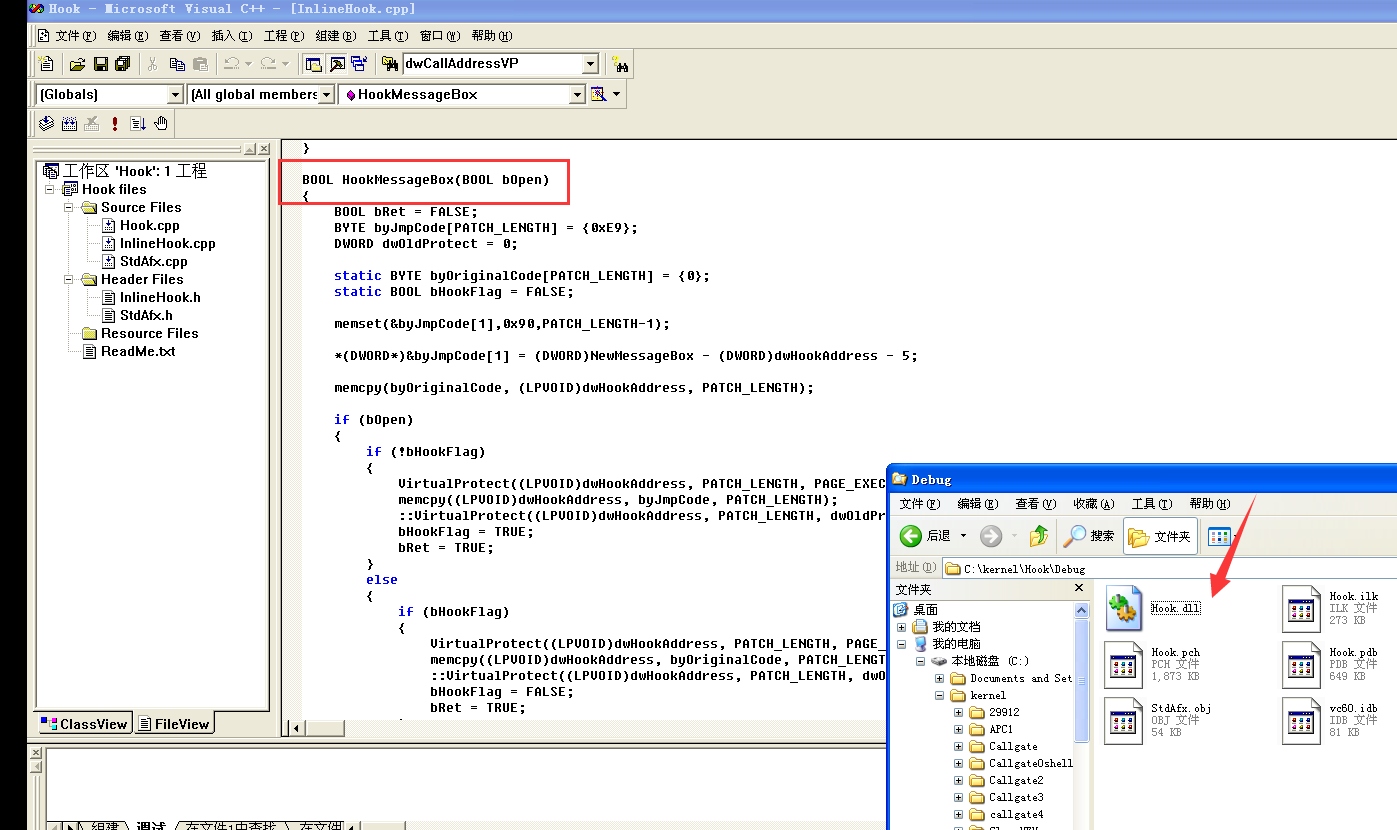 Hook - Microsoft Visual C++ - [InlineHook.cpp]
文件(F) 编辑(E) 查看(V) 插入(I) 工程(P) 组建(B) 工具(T) 窗口(W) 帮助(H)
dwCallAddressVP
(Globals) (All global members HookMessageBox
工作区 'Hook': 1 工程
Hook files
Source Files
Hook.cpp
InlineHook.cpp
StdAfx.cpp
Header Files
InlineHook.h
StdAfx.h
Resource Files
ReadMe.txt
ClassView FileView
}
BOOL HookMessageBox(BOOL bOpen)
{
BOOL bRet = FALSE;
BYTE byJmpCode[PATCH_LENGTH] = {0xE9};
DWORD dwOldProtect = 0;
static BYTE byOriginalCode[PATCH_LENGTH] = {0};
static BOOL bHookFlag = FALSE;
memset(&byJmpCode[1],0x90,PATCH_LENGTH-1);
*(DWORD*)&byJmpCode[1] = (DWORD)NewMessageBox - (DWORD)dwHookAddress - 5;
memcpy(byOriginalCode, (LPVOID)dwHookAddress, PATCH_LENGTH);
if (bOpen)
{
if (!bHookFlag)
{
VirtualProtect((LPVOID)dwHookAddress, PATCH_LENGTH, PAGE_EXEC
memcpy((LPVOID)dwHookAddress, byJmpCode, PATCH_LENGTH);
::VirtualProtect((LPVOID)dwHookAddress, PATCH_LENGTH, dwOldPr
bHookFlag = TRUE;
bRet = TRUE;
}
else
{
if (bHookFlag)
{
VirtualProtect((LPVOID)dwHookAddress, PATCH_LENGTH, PAGE_
memcpy((LPVOID)dwHookAddress, byOriginalCode, PATCH_LENGT
::VirtualProtect((LPVOID)dwHookAddress, PATCH_LENGTH, dwO
bHookFlag = FALSE;
bRet = TRUE;
组建 调试 在文件1中查找 在文件
Debug
文件(F) 编辑(E) 查看(V) 收藏(A) 工具(T) 帮助(H)
后退 搜索 文件夹
地址(D) C:\kernel\Hook\Debug
文件夹
桌面
我的文档
我的电脑
本地磁盘 (C:)
Documents and Set
kernel
29912
APC1
Callgate
Callgate0shell
Callgate2
Callgate3
callgate4
Hook.dll
Hook.ilk
ILK 文件
273 KB
Hook.pch
PCH 文件
1,873 KB
Hook.pdb
PDB 文件
649 KB
StdAfx.obj
OBJ 文件
54 KB
vc60.idb
IDB 文件
81 KB